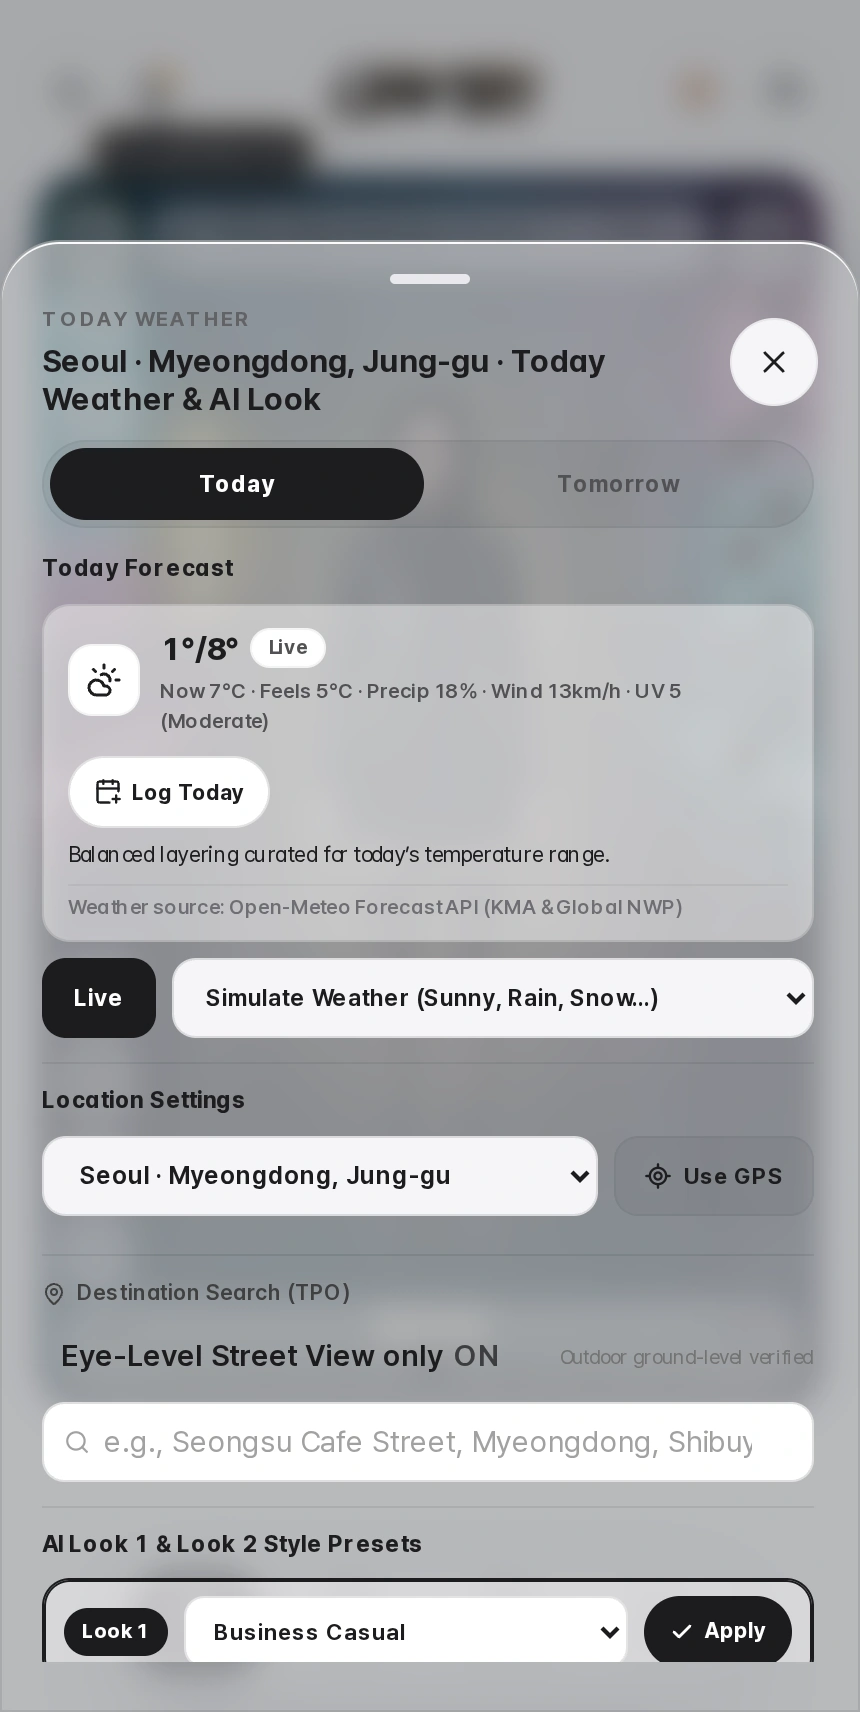 TODAY WEATHER
Seoul · Myeongdong, Jung-gu · Today
Weather & AI Look
Today
Tomorrow
Today Forecast
1°/8°
Live
Now 7°C · Feels 5°C · Precip 18% · Wind 13km/h · UV 5
(Moderate)
Log Today
Balanced layering curated for today's temperature range.
Weather source: Open-Meteo Forecast API (KMA & Global NWP)
Live
Simulate Weather (Sunny, Rain, Snow...)
Location Settings
Seoul · Myeongdong, Jung-gu
Use GPS
Destination Search (TPO)
Eye-Level Street View only ON
Outdoor ground-level verified
e.g., Seongsu Cafe Street, Myeongdong, Shibuy
AI Look 1 & Look 2 Style Presets
Look 1
Business Casual
Apply